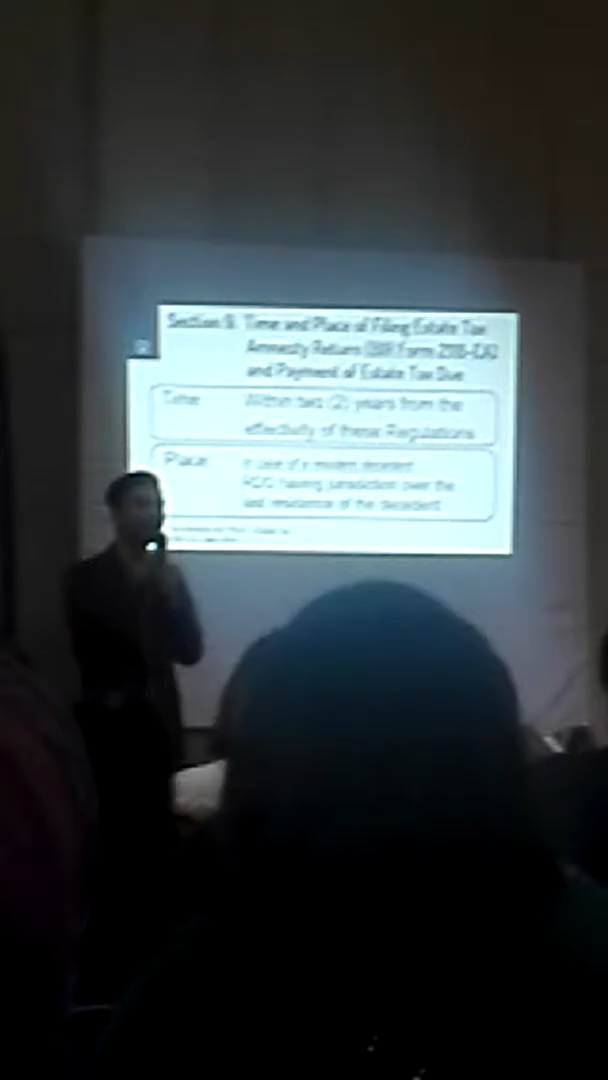 Section 9. Time and Place of Filing Estate Tax
Amnesty Return (BIR Form 2118-EA)
and Payment of Estate Tax Due
Time Within two (2) years from the
effectivity of these Regulations
Place In case of a resident decedent
RDO having jurisdiction over the
last residence of the decedent